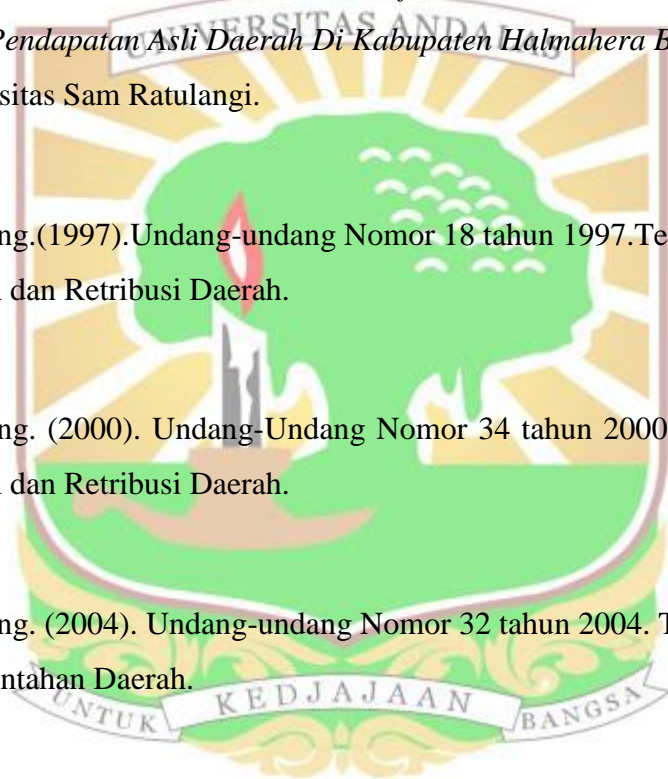 UNIVERSITAS ANDALAS
Pendapatan Asli Daerah Di Kabupaten Halmahera B
sitas Sam Ratulangi.
ng.(1997).Undang-undang Nomor 18 tahun 1997.Te
dan Retribusi Daerah.
ng. (2000). Undang-Undang Nomor 34 tahun 2000
dan Retribusi Daerah.
ng. (2004). Undang-undang Nomor 32 tahun 2004. T
ntahan Daerah.
UNTUK KEDJAJAAN BANGSA